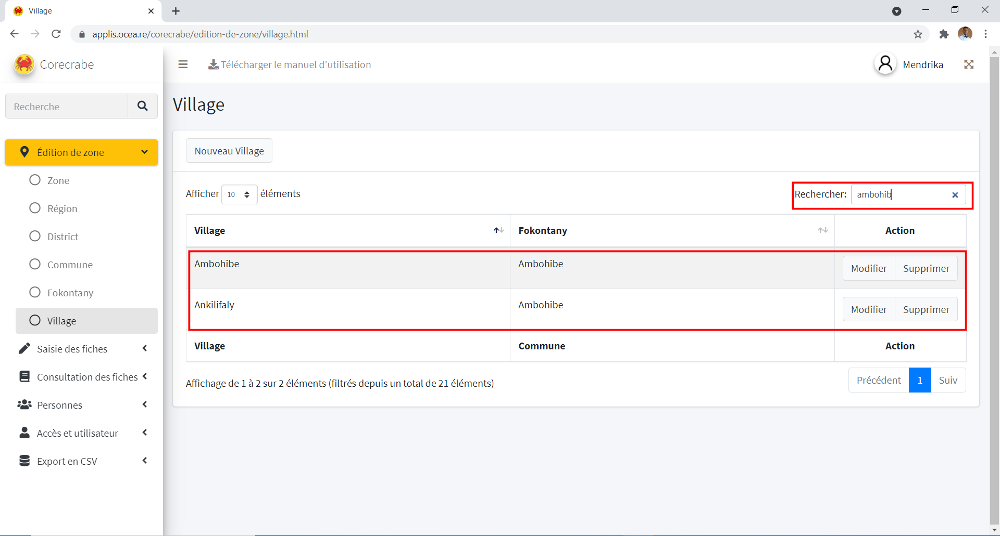 Village
applis.ocea.re/corecrabe/edition-de-zone/village.html
Corecrabe
Télécharger le manuel d'utilisation
Mendrika
Recherche
Village
Édition de zone
Zone
Région
District
Commune
Fokontany
Village
Saisie des fiches
Consultation des fiches
Personnes
Accès et utilisateur
Export en CSV
Nouveau Village
Afficher 10 éléments
Rechercher: ambohib
Village Fokontany Action
Ambohibe Ambohibe Modifier Supprimer
Ankilifaly Ambohibe Modifier Supprimer
Village Commune Action
Affichage de 1 à 2 sur 2 éléments (filtrés depuis un total de 21 éléments)
Précédent 1 Suiv